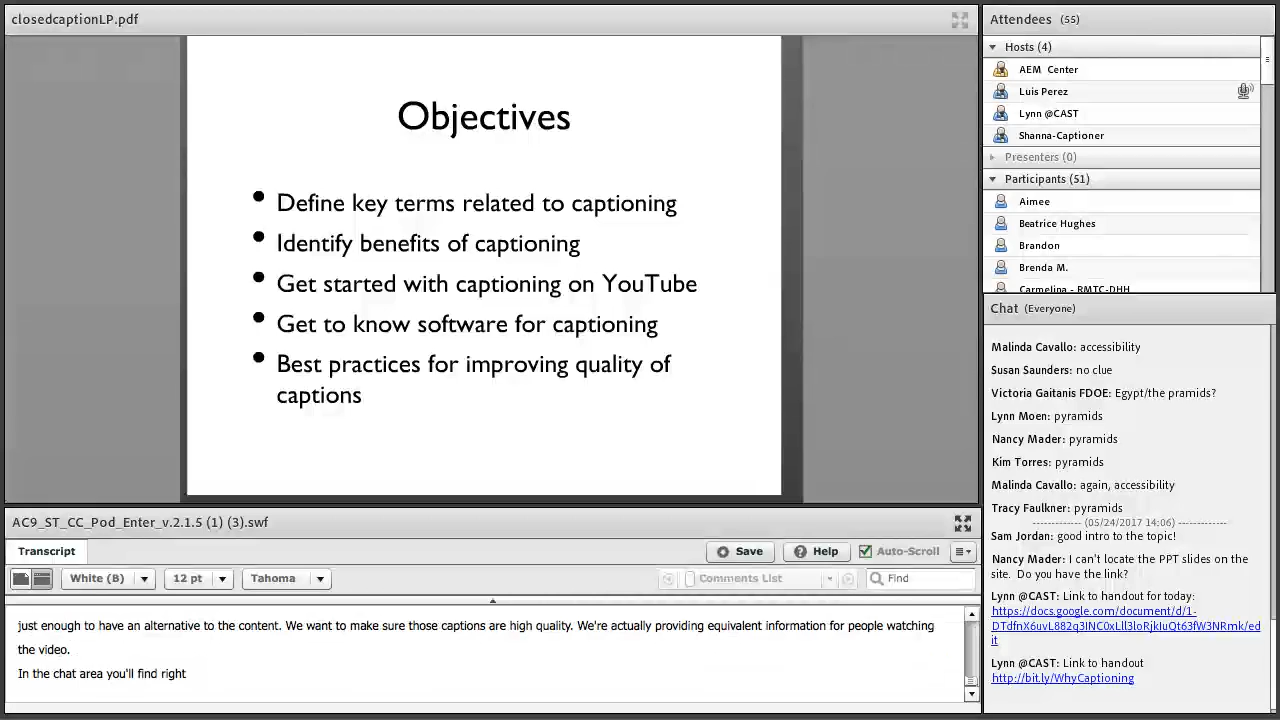 closedcaptionLP.pdf
Objectives
• Define key terms related to captioning
• Identify benefits of captioning
• Get started with captioning on YouTube
• Get to know software for captioning
• Best practices for improving quality of
captions
AC9_ST_CC_Pod_Enter_v.2.1.5 (1) (3).swf
Transcript
Save
Help
Auto-Scroll
White (B)
12 pt
Tahoma
Comments List
Find
just enough to have an alternative to the content. We want to make sure those captions are high quality. We're actually providing equivalent information for people watching
the video.
In the chat area you'll find right
Attendees (55)
Hosts (4)
AEM Center
Luis Perez
Lynn @CAST
Shanna-Captioner
Presenters (0)
Participants (51)
Aimee
Beatrice Hughes
Brandon
Brenda M.
Carmelina - RMTC-DHH
Chat (Everyone)
Malinda Cavallo: accessibility
Susan Saunders: no clue
Victoria Gaitanis FDOE: Egypt/the pramids?
Lynn Moen: pyramids
Nancy Mader: pyramids
Kim Torres: pyramids
Malinda Cavallo: again, accessibility
Tracy Faulkner: pyramids
------------- (05/24/2017 14:06) -------------
Sam Jordan: good intro to the topic!
Nancy Mader: I can't locate the PPT slides on the
site. Do you have the link?
Lynn @CAST: Link to handout for today:
https://docs.google.com/document/d/1-
Lynn @CAST: Link to handout
http://bit.ly/WhyCaptioning